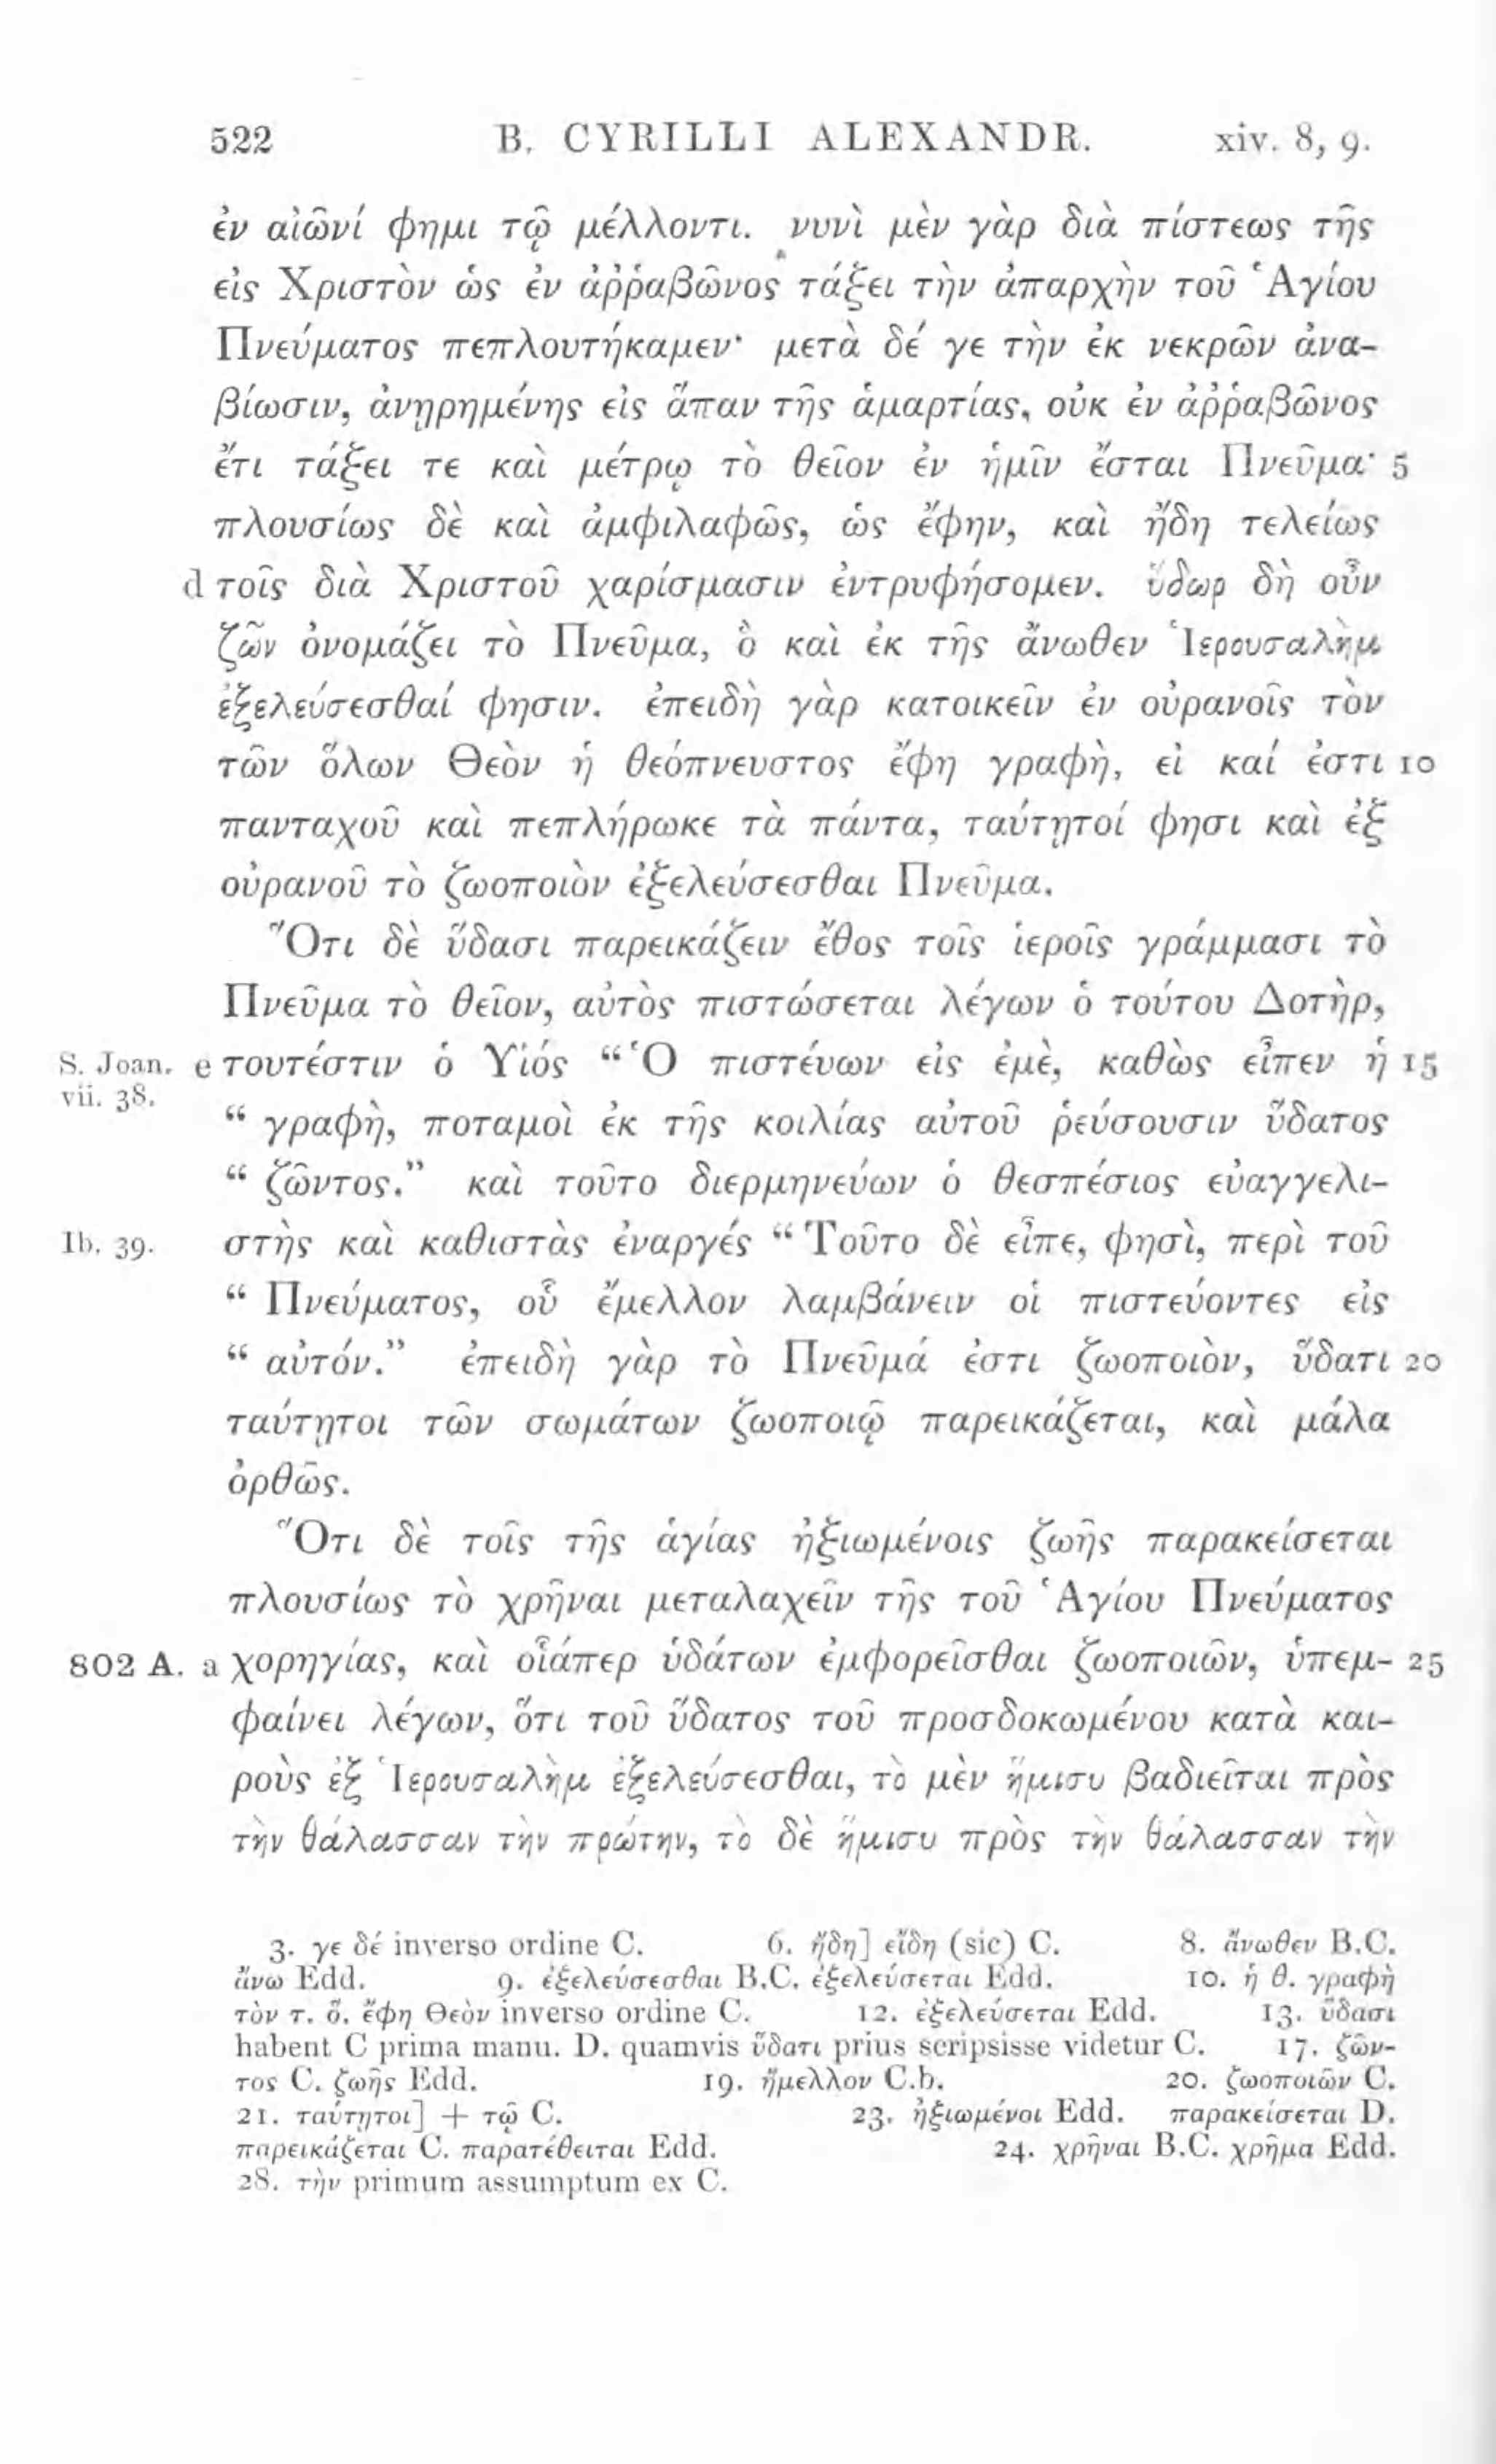 522 B. CYRILLI ALEXANDR. xiv. 8, 9.
ἐν αἰῶνί φημι τῷ μέλλοντι. νυνὶ μὲν γὰρ διὰ πίστεως τῆς
εἰς Χριστὸν ὡς ἐν ἀῤῥαβῶνος τάξει τὴν ἀπαρχὴν τοῦ Ἁγίου
Πνεύματος πεπλουτήκαμεν· μετὰ δέ γε τὴν ἐκ νεκρῶν ἀνα-
βίωσιν, ἀνῃρημένης εἰς ἅπαν τῆς ἁμαρτίας, οὐκ ἐν ἀῤῥαβῶνος
ἔτι τάξει τε καὶ μέτρῳ τὸ θεῖον ἐν ἡμῖν ἔσται Πνεῦμα· 5
πλουσίως δὲ καὶ ἀμφιλαφῶς, ὡς ἔφην, καὶ ἤδη τελείως
d τοῖς διὰ Χριστοῦ χαρίσμασιν ἐντρυφήσομεν. ὕδωρ δὴ οὖν
ζῶν ὀνομάζει τὸ Πνεῦμα, ὃ καὶ ἐκ τῆς ἄνωθεν Ἱερουσαλὴμ
ἐξελεύσεσθαί φησιν. ἐπειδὴ γὰρ κατοικεῖν ἐν οὐρανοῖς τὸν
τῶν ὅλων Θεὸν ἡ θεόπνευστος ἔφη γραφὴ, εἰ καί ἐστι 10
πανταχοῦ καὶ πεπλήρωκε τὰ πάντα, ταύτῃτοί φησι καὶ ἐξ
οὐρανοῦ τὸ ζωοποιὸν ἐξελεύσεσθαι Πνεῦμα.
Ὅτι δὲ ὕδασι παρεικάζειν ἔθος τοῖς ἱεροῖς γράμμασι τὸ
Πνεῦμα τὸ θεῖον, αὐτὸς πιστώσεται λέγων ὁ τούτου Δοτὴρ,
S. Joan. vii. 38. e τουτέστιν ὁ Υἱός “Ὁ πιστεύων εἰς ἐμὲ, καθὼς εἶπεν ἡ 15
“ γραφὴ, ποταμοὶ ἐκ τῆς κοιλίας αὐτοῦ ῥεύσουσιν ὕδατος
“ ζῶντος.” καὶ τοῦτο διερμηνεύων ὁ θεσπέσιος εὐαγγελι-
Ib. 39. στὴς καὶ καθιστὰς ἐναργές “ Τοῦτο δὲ εἶπε, φησὶ, περὶ τοῦ
“ Πνεύματος, οὗ ἔμελλον λαμβάνειν οἱ πιστεύοντες εἰς
“ αὐτόν.” ἐπειδὴ γὰρ τὸ Πνεῦμά ἐστι ζωοποιὸν, ὕδατι 20
ταύτῃτοι τῶν σωμάτων ζωοποιῷ παρεικάζεται, καὶ μάλα
ὀρθῶς.
Ὅτι δὲ τοῖς τῆς ἁγίας ἠξιωμένοις ζωῆς παρακείσεται
πλουσίως τὸ χρῆναι μεταλαχεῖν τῆς τοῦ Ἁγίου Πνεύματος
802 A. a χορηγίας, καὶ οἷάπερ ὑδάτων ἐμφορεῖσθαι ζωοποιῶν, ὑπεμ- 25
φαίνει λέγων, ὅτι τοῦ ὕδατος τοῦ προσδοκωμένου κατὰ και-
ροὺς ἐξ Ἱερουσαλὴμ ἐξελεύσεσθαι, τὸ μὲν ἥμισυ βαδιεῖται πρὸς
τὴν θάλασσαν τὴν πρώτην, τὸ δὲ ἥμισυ πρὸς τὴν θάλασσαν τὴν
3. γε δέ inverso ordine C. 6. ἤδη] εἴδη (sic) C. 8. ἄνωθεν B.C.
ἄνω Edd. 9. ἐξελεύσεσθαι B.C. ἐξελεύσεται Edd. 10. ἡ θ. γραφὴ
τὸν τ. ὅ. ἔφη Θεὸν inverso ordine C. 12. ἐξελεύσεται Edd. 13. ὕδασι
habent C prima manu. D. quamvis ὕδατι prius scripsisse videtur C. 17. ζῶν-
τος C. ζωῆς Edd. 19. ἤμελλον C.b. 20. ζωοποιῶν C.
21. ταύτῃτοι] + τῷ C. 23. ἠξιωμένοι Edd. παρακείσεται D.
παρεικάζεται C. παρατέθειται Edd. 24. χρῆναι B.C. χρῆμα Edd.
28. τὴν primum assumptum ex C.